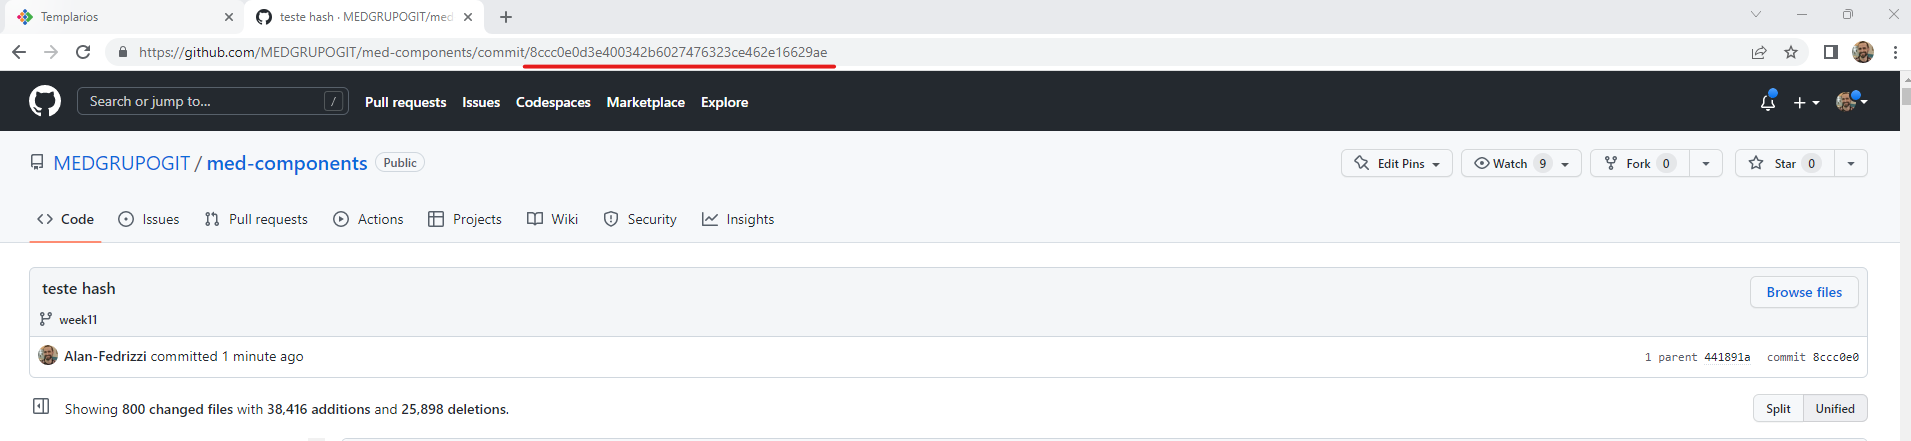 Templarios
teste hash · MEDGRUPOGIT/med
https://github.com/MEDGRUPOGIT/med-components/commit/8ccc0e0d3e400342b6027476323ce462e16629ae
Search or jump to... / Pull requests Issues Codespaces Marketplace Explore
MEDGRUPOGIT / med-components Public
Edit Pins Watch 9 Fork 0 Star 0
Code Issues Pull requests Actions Projects Wiki Security Insights
teste hash
Browse files
week11
Alan-Fedrizzi committed 1 minute ago
1 parent 441891a commit 8ccc0e0
Showing 800 changed files with 38,416 additions and 25,898 deletions.
Split Unified